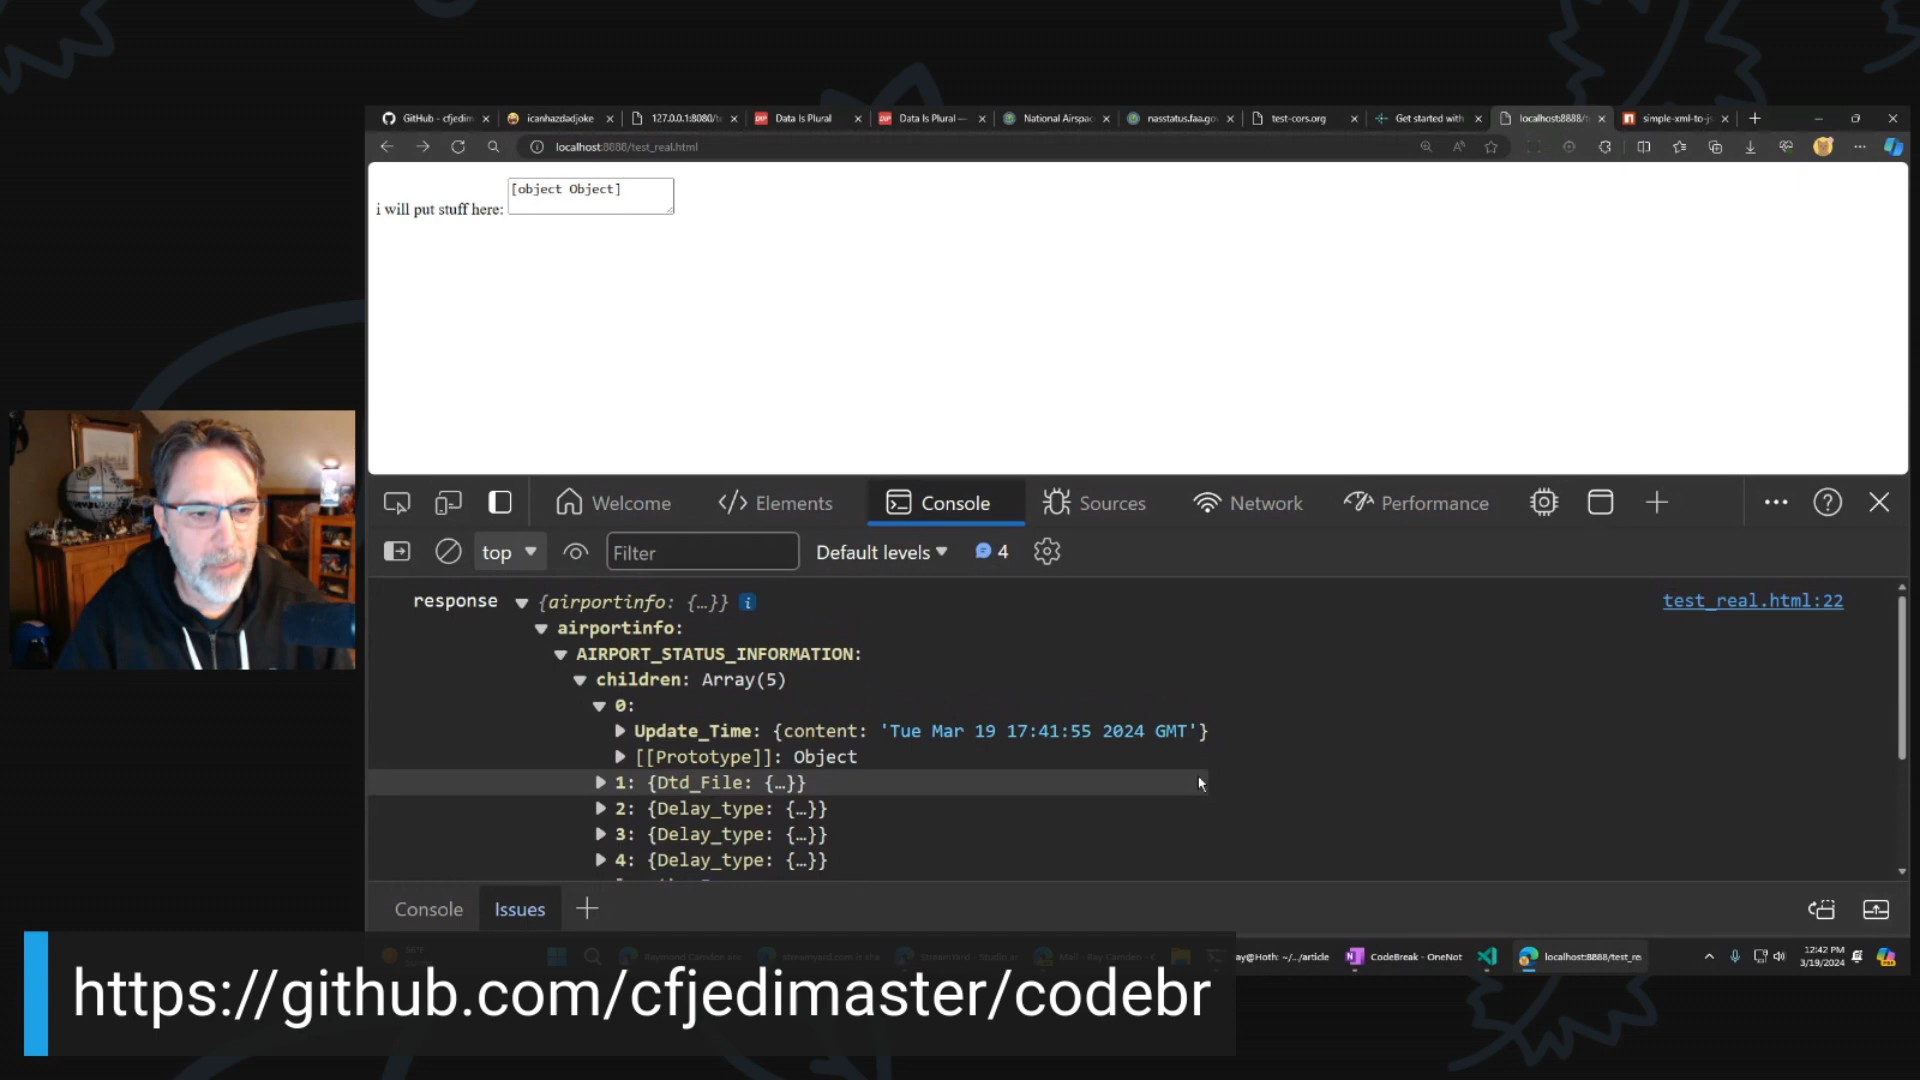 GitHub - cfjedim
icanhazdadjoke
127.0.0.1:8080/
Data Is Plural
Data Is Plural —
National Airspac
nasstatus.faa.go
test-cors.org
Get started with
localhost:8888/t
simple-xml-to-js
localhost:8888/test_real.html
[object Object]
i will put stuff here:
Welcome
</> Elements
Console
Sources
Network
Performance
top
Filter
Default levels
4
response ▼ {airportinfo: {…}} i
test_real.html:22
▼ airportinfo:
▼ AIRPORT_STATUS_INFORMATION:
▼ children: Array(5)
▼ 0:
▶ Update_Time: {content: 'Tue Mar 19 17:41:55 2024 GMT'}
▶ [[Prototype]]: Object
▶ 1: {Dtd_File: {…}}
▶ 2: {Delay_type: {…}}
▶ 3: {Delay_type: {…}}
▶ 4: {Delay_type: {…}}
Console
Issues
ay@Hoth: ~/.../article
CodeBreak - OneNot
localhost:8888/test_re
12:42 PM
3/19/2024
https://github.com/cfjedimaster/codebr